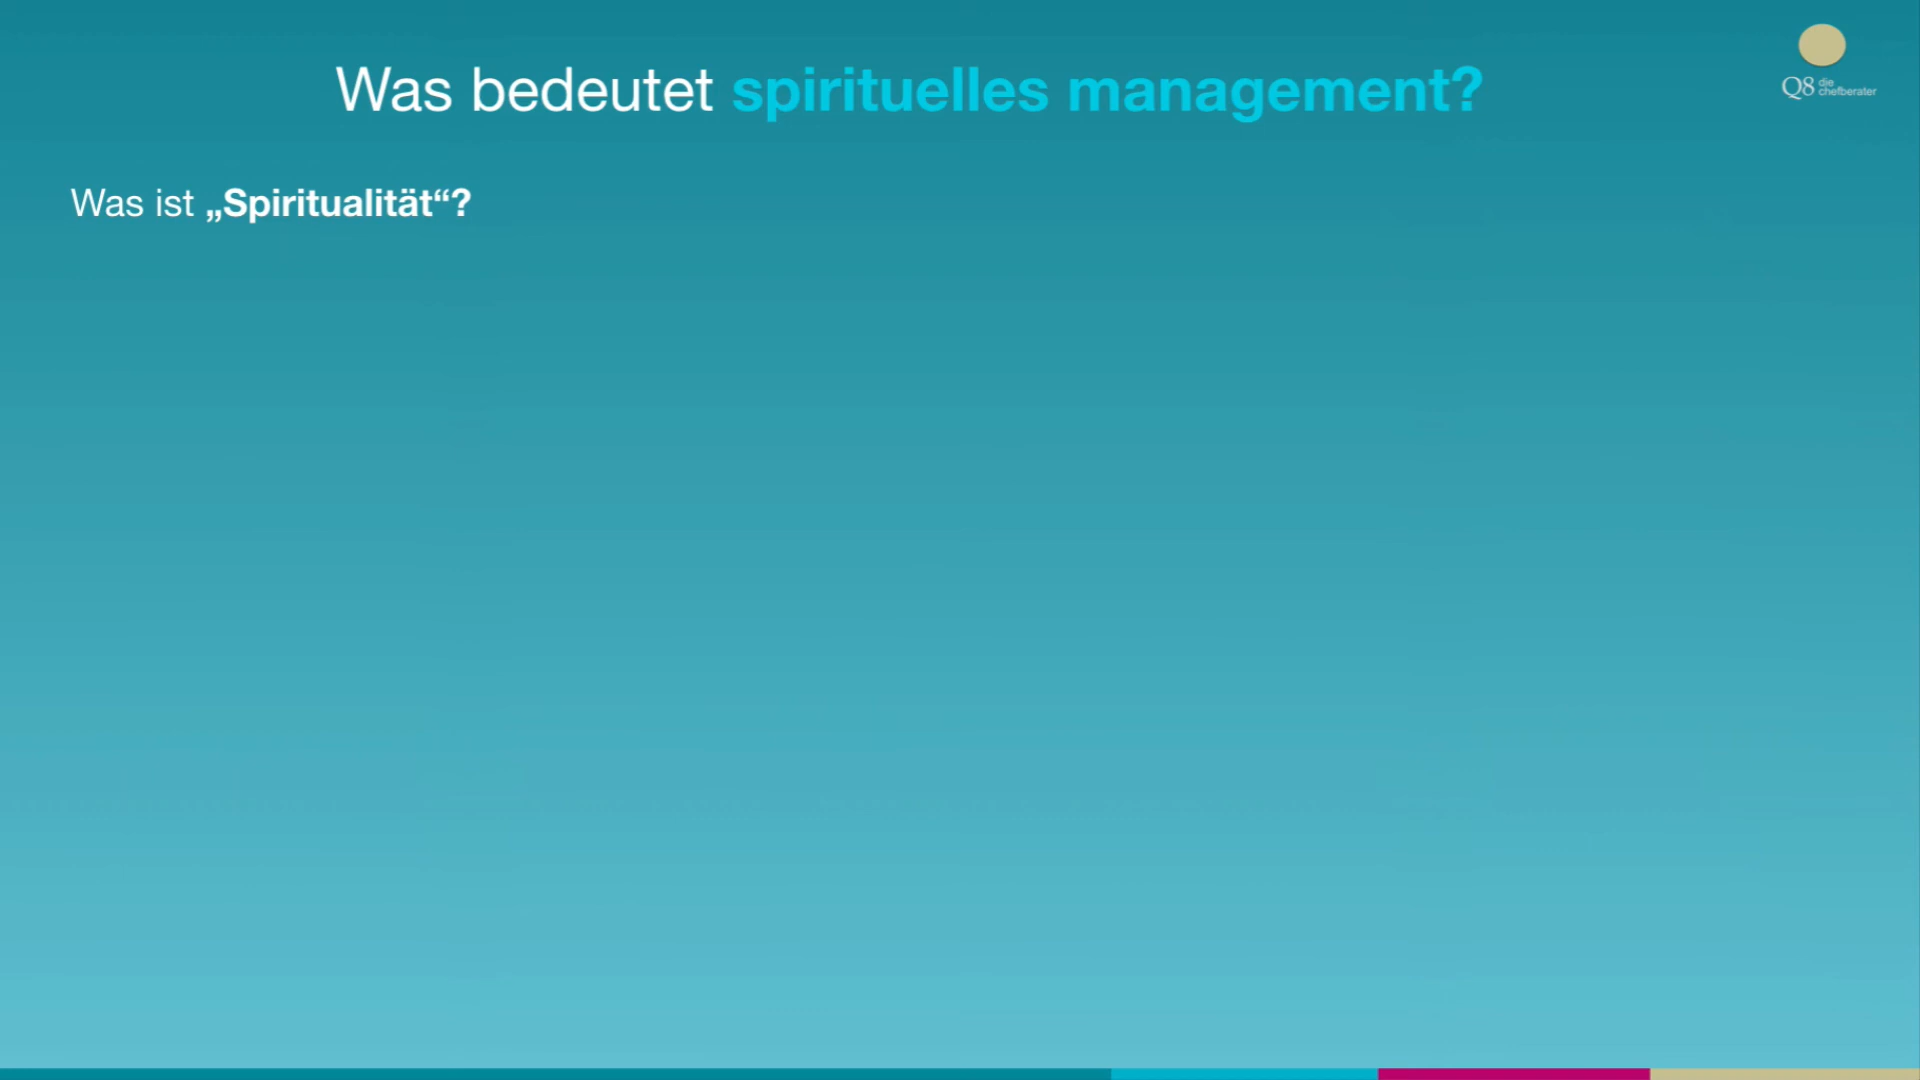 Was bedeutet spirituelles management?
Q8 die chefberater
Was ist „Spiritualität“?